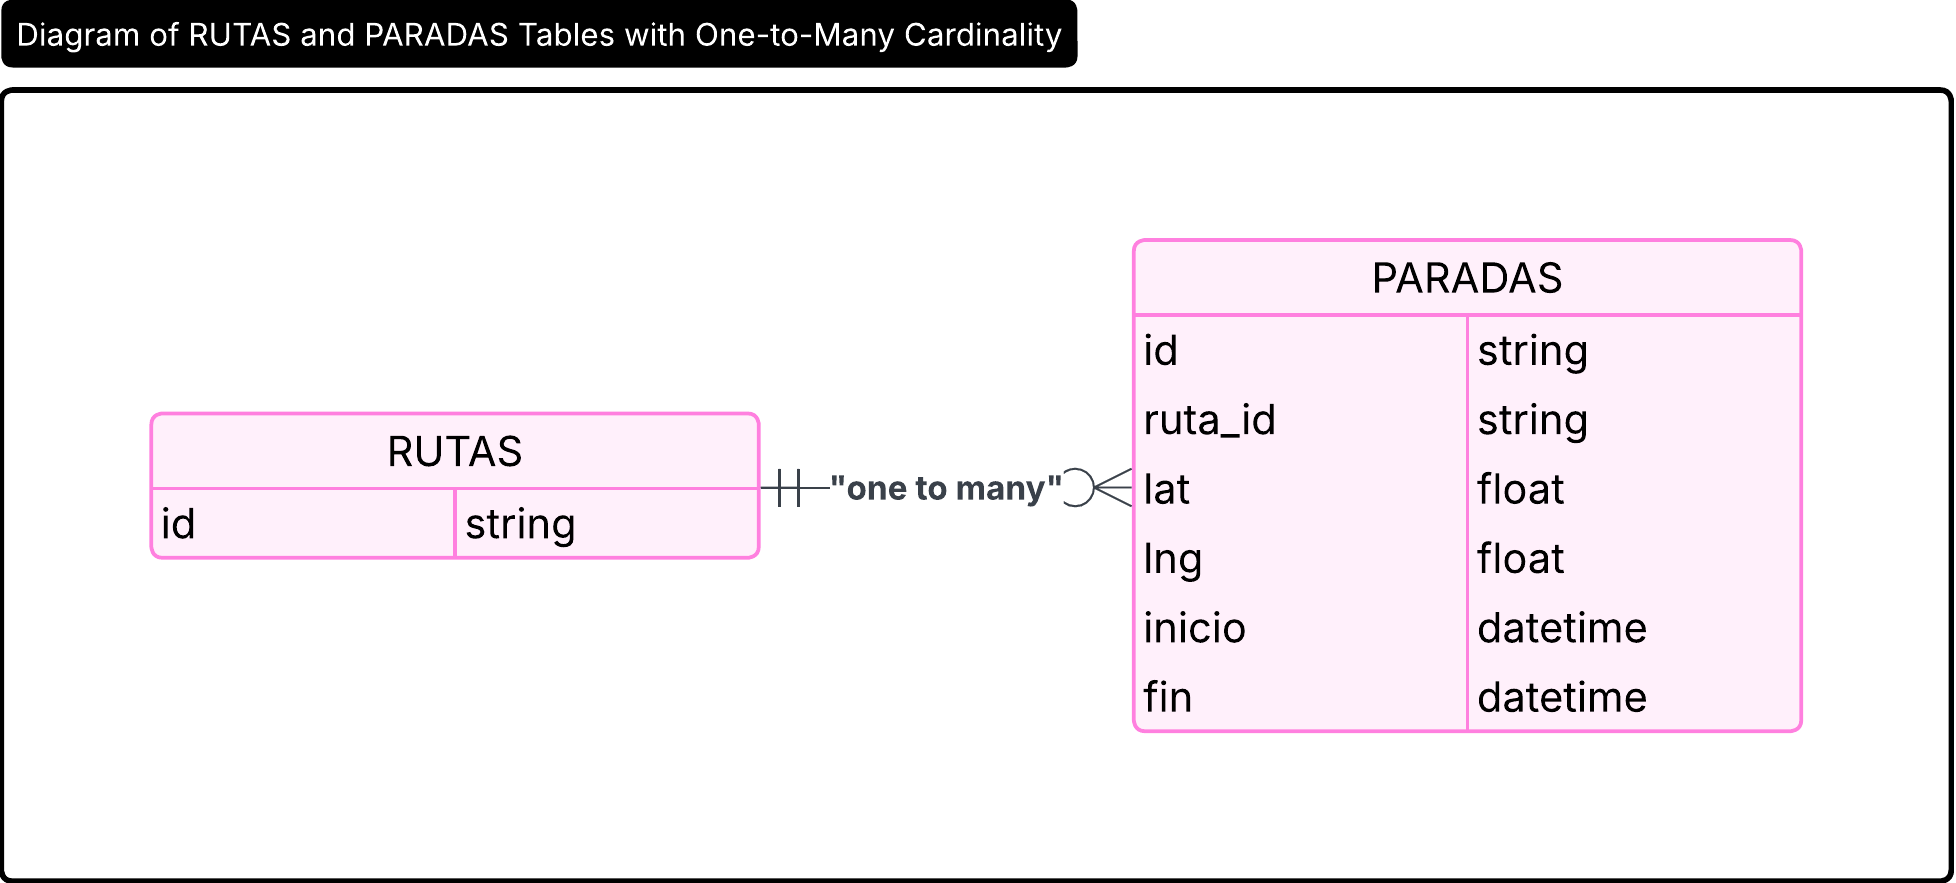 Diagram of RUTAS and PARADAS Tables with One-to-Many Cardinality
RUTAS
id string
"one to many"
PARADAS
id string
ruta_id string
lat float
lng float
inicio datetime
fin datetime